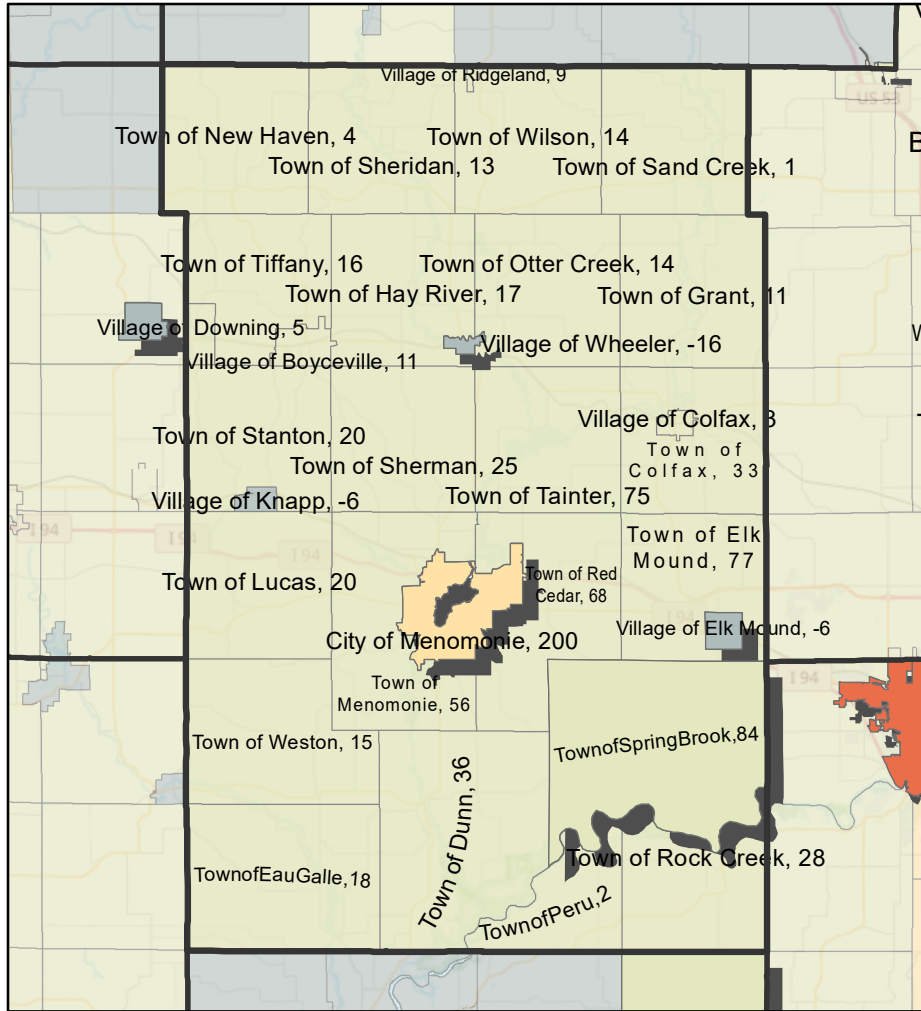 Village of Ridgeland, 9
US 53
Town of New Haven, 4
Town of Wilson, 14
B
Town of Sheridan, 13
Town of Sand Creek, 1
Town of Tiffany, 16
Town of Otter Creek, 14
Town of Hay River, 17
Town of Grant, 11
Village of Downing, 5
Village of Wheeler, -16
Village of Boyceville, 11
Village of Colfax, 3
Town of Stanton, 20
Town of
Colfax, 33
Town of Sherman, 25
Village of Knapp, -6
Town of Tainter, 75
I 94
I 94
I 94
Town of Elk
Mound, 77
Town of Lucas, 20
Town of Red
Cedar, 68
I 94
Village of Elk Mound, -6
City of Menomonie, 200
I 94
Town of
Menomonie, 56
Town of Weston, 15
TownofSpringBrook,84
Town of Dunn, 36
Town of Rock Creek, 28
TownofEauGalle,18
TownofPeru,2